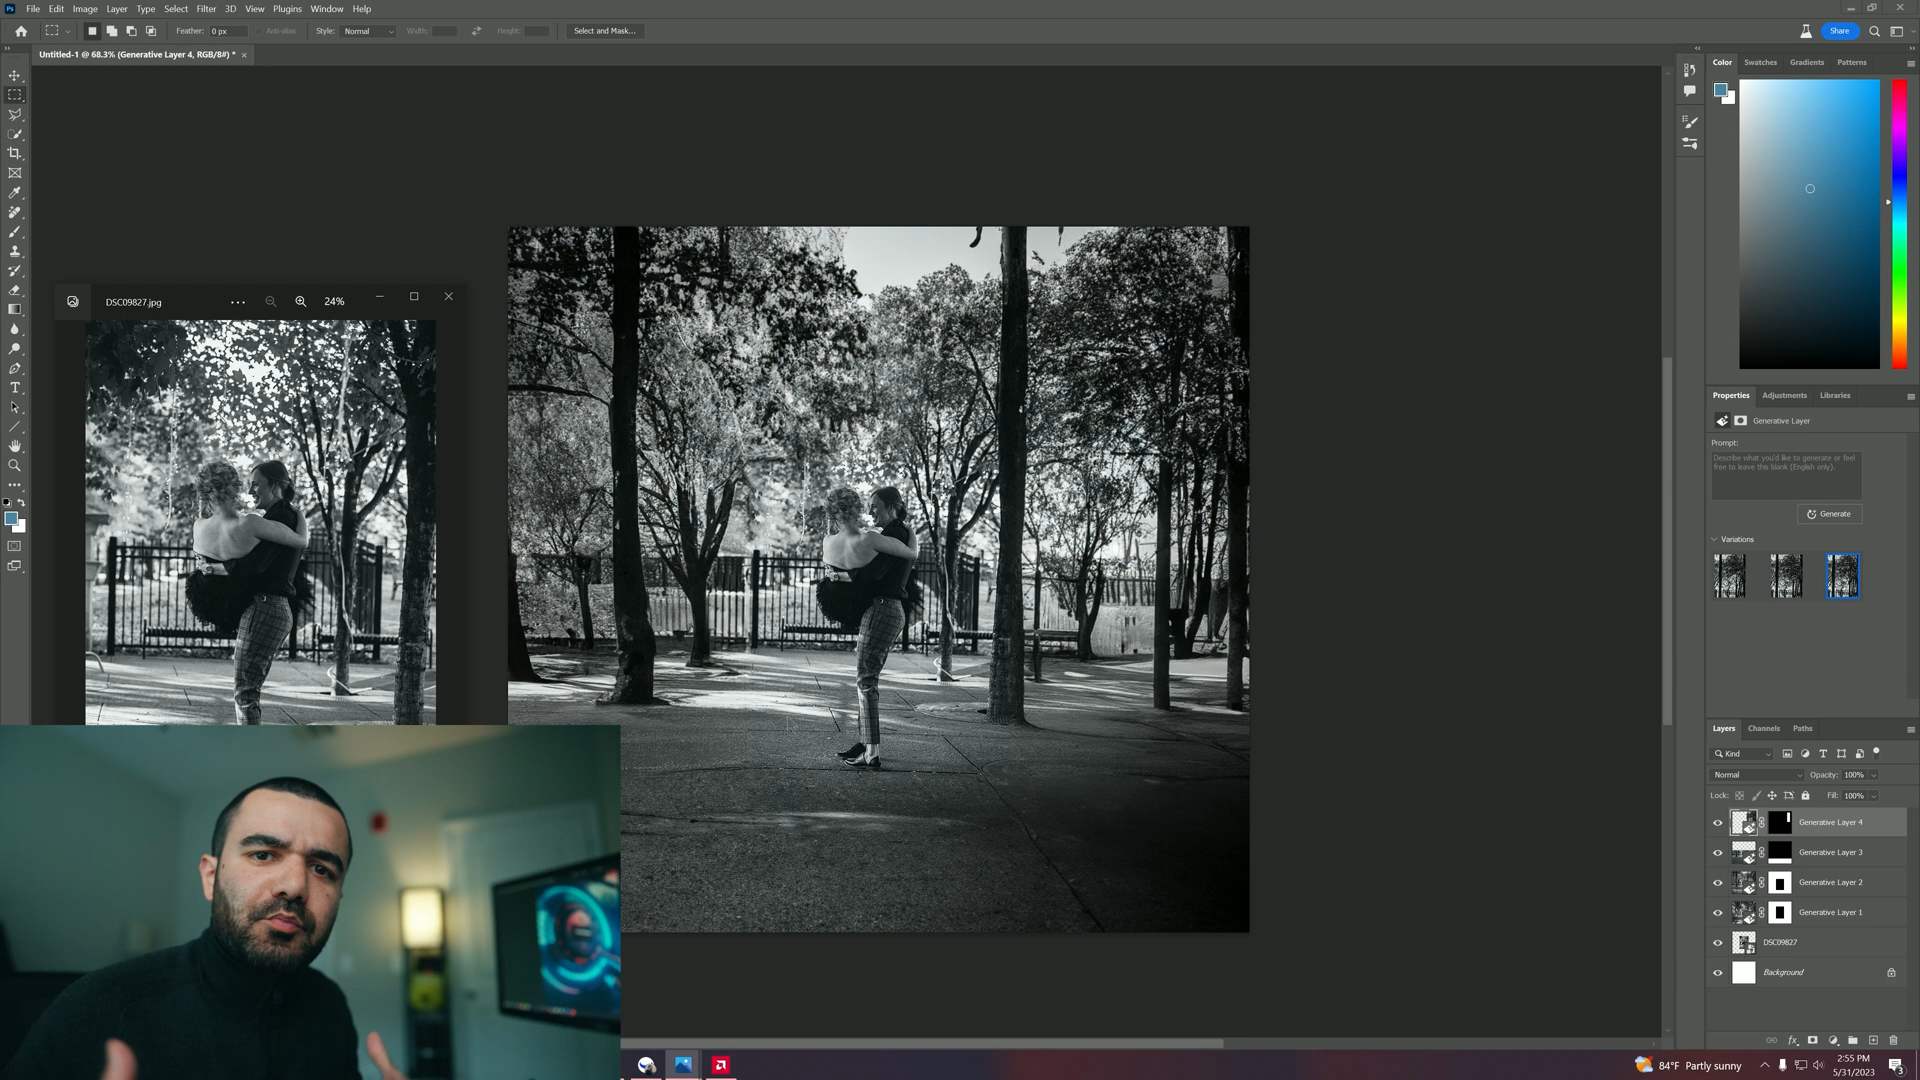 Ps File Edit Image Layer Type Select Filter 3D View Plugins Window Help
Feather: 0 px Anti-alias Style: Normal Width: Height: Select and Mask... Share
Untitled-1 @ 68.3% (Generative Layer 4, RGB/8#) * ×
Color Swatches Gradients Patterns
DSC09827.jpg 24%
Properties Adjustments Libraries
Generative Layer
Prompt:
Describe what you'd like to generate or feel
free to leave this blank (English only).
Generate
Variations
Layers Channels Paths
Kind
Normal Opacity: 100%
Lock: Fill: 100%
Generative Layer 4
Generative Layer 3
Generative Layer 2
Generative Layer 1
DSC09827
Background
fx
84°F Partly sunny
2:55 PM
5/31/2023
3